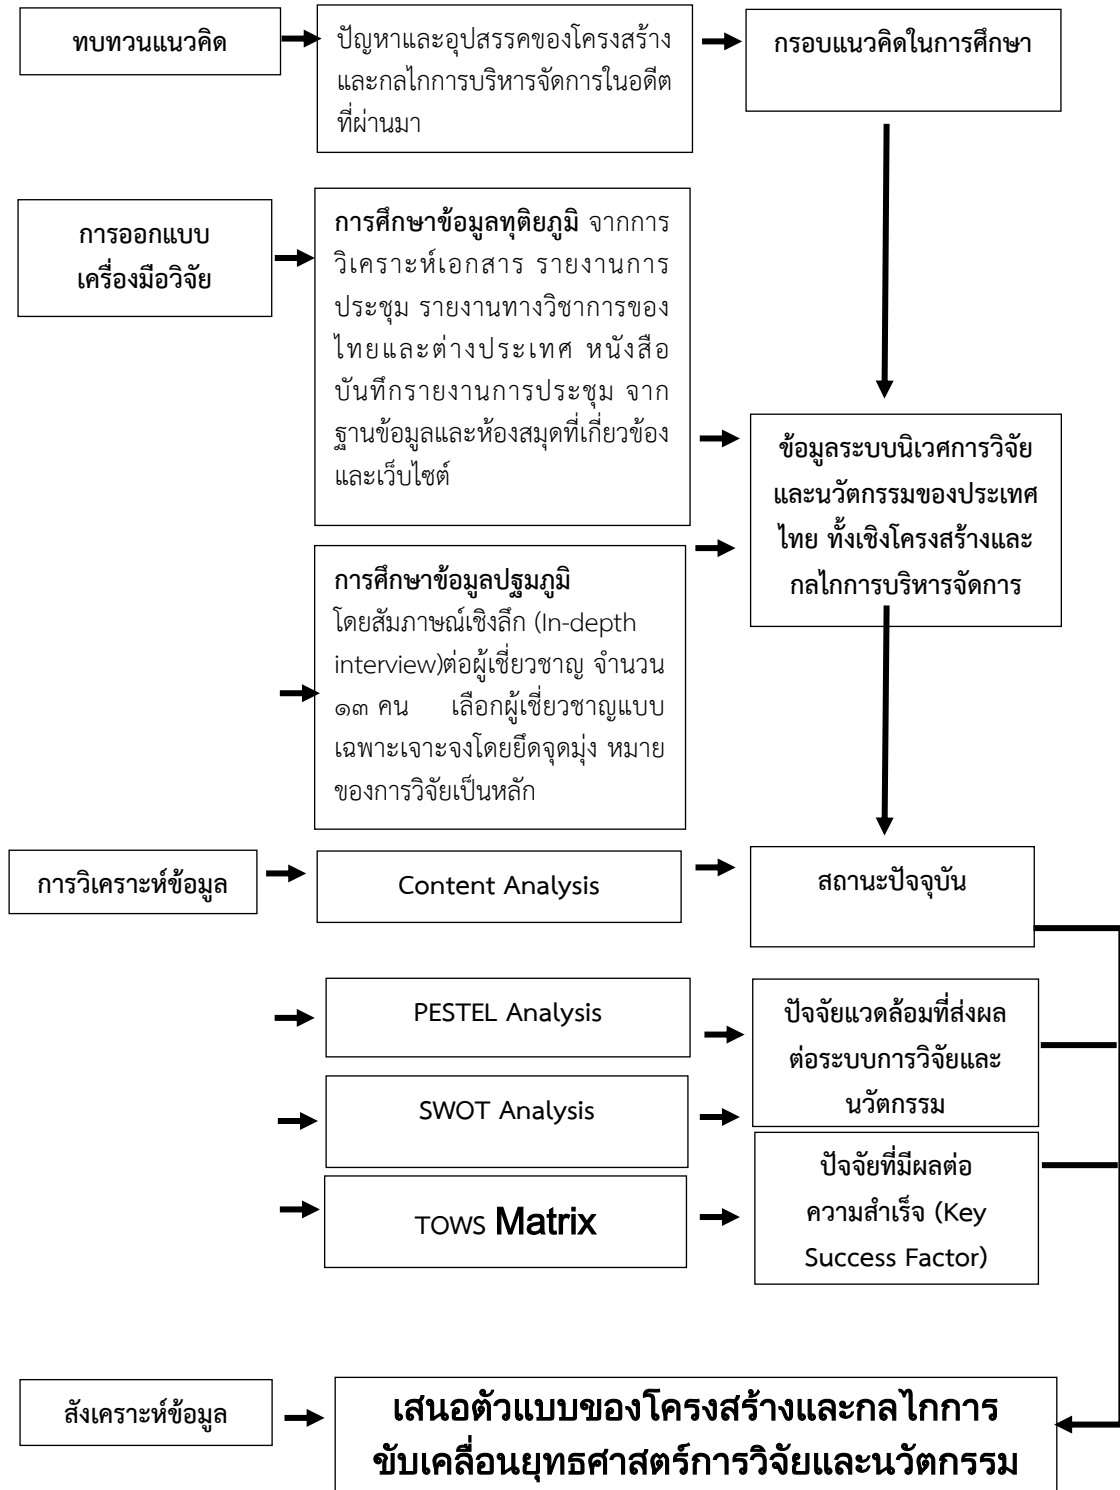 ทบทวนแนวคิด
ปัญหาและอุปสรรคของโครงสร้าง
และกลไกการบริหารจัดการในอดีต
ที่ผ่านมา
กรอบแนวคิดในการศึกษา
การออกแบบ
เครื่องมือวิจัย
การศึกษาข้อมูลทุติยภูมิ จากการ
วิเคราะห์เอกสาร รายงานการ
ประชุม รายงานทางวิชาการของ
ไทยและต่างประเทศ หนังสือ
บันทึกรายงานการประชุม จาก
ฐานข้อมูลและห้องสมุดที่เกี่ยวข้อง
และเว็บไซต์
ข้อมูลระบบนิเวศการวิจัย
และนวัตกรรมของประเทศ
ไทย ทั้งเชิงโครงสร้างและ
กลไกการบริหารจัดการ
การศึกษาข้อมูลปฐมภูมิ
โดยสัมภาษณ์เชิงลึก (In-depth
interview)ต่อผู้เชี่ยวชาญ จำนวน
๑๓ คน เลือกผู้เชี่ยวชาญแบบ
เฉพาะเจาะจงโดยยึดจุดมุ่ง หมาย
ของการวิจัยเป็นหลัก
การวิเคราะห์ข้อมูล
Content Analysis
สถานะปัจจุบัน
PESTEL Analysis
ปัจจัยแวดล้อมที่ส่งผล
ต่อระบบการวิจัยและ
นวัตกรรม
SWOT Analysis
TOWS Matrix
ปัจจัยที่มีผลต่อ
ความสำเร็จ (Key
Success Factor)
สังเคราะห์ข้อมูล
เสนอตัวแบบของโครงสร้างและกลไกการ
ขับเคลื่อนยุทธศาสตร์การวิจัยและนวัตกรรม